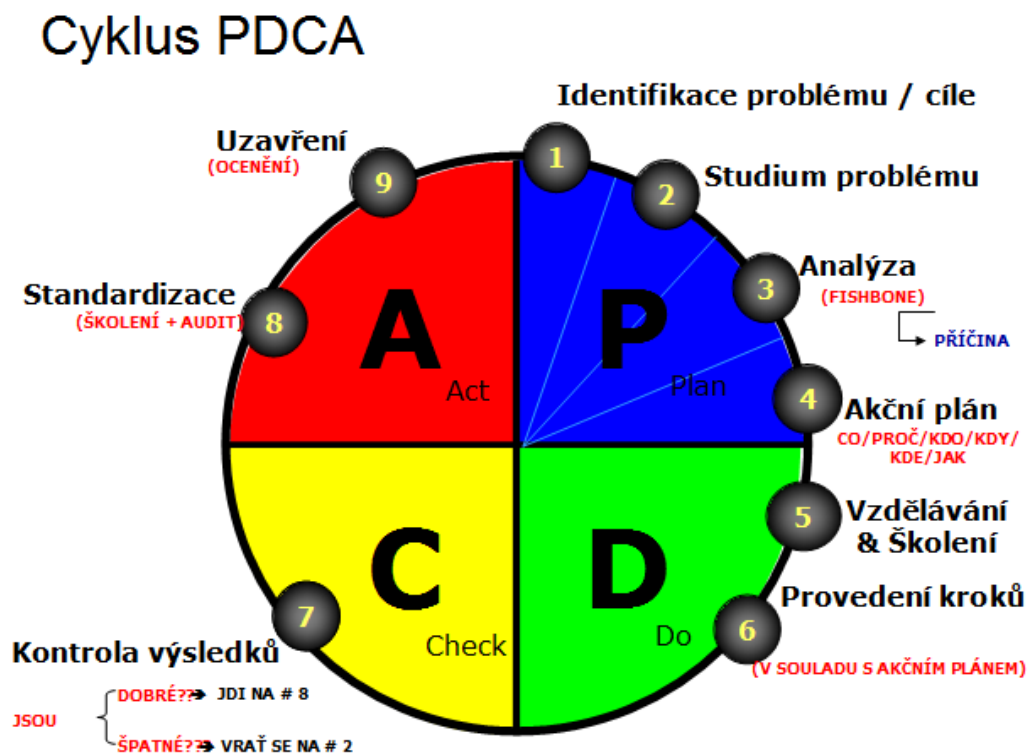 Cyklus PDCA
Identifikace problému / cíle
1
2
Studium problému
3
Analýza
(FISHBONE)
PŘÍČINA
4
Akční plán
CO/PROČ/KDO/KDY/
KDE/JAK
5
Vzdělávání
& Školení
6
Provedení kroků
(V SOULADU S AKČNÍM PLÁNEM)
7
Kontrola výsledků
JSOU
DOBRÉ??? JDI NA # 8
ŠPATNÉ??? VRAŤ SE NA # 2
8
Standardizace
(ŠKOLENÍ + AUDIT)
9
Uzavření
(OCENĚNÍ)
A
Act
P
Plan
C
Check
D
Do